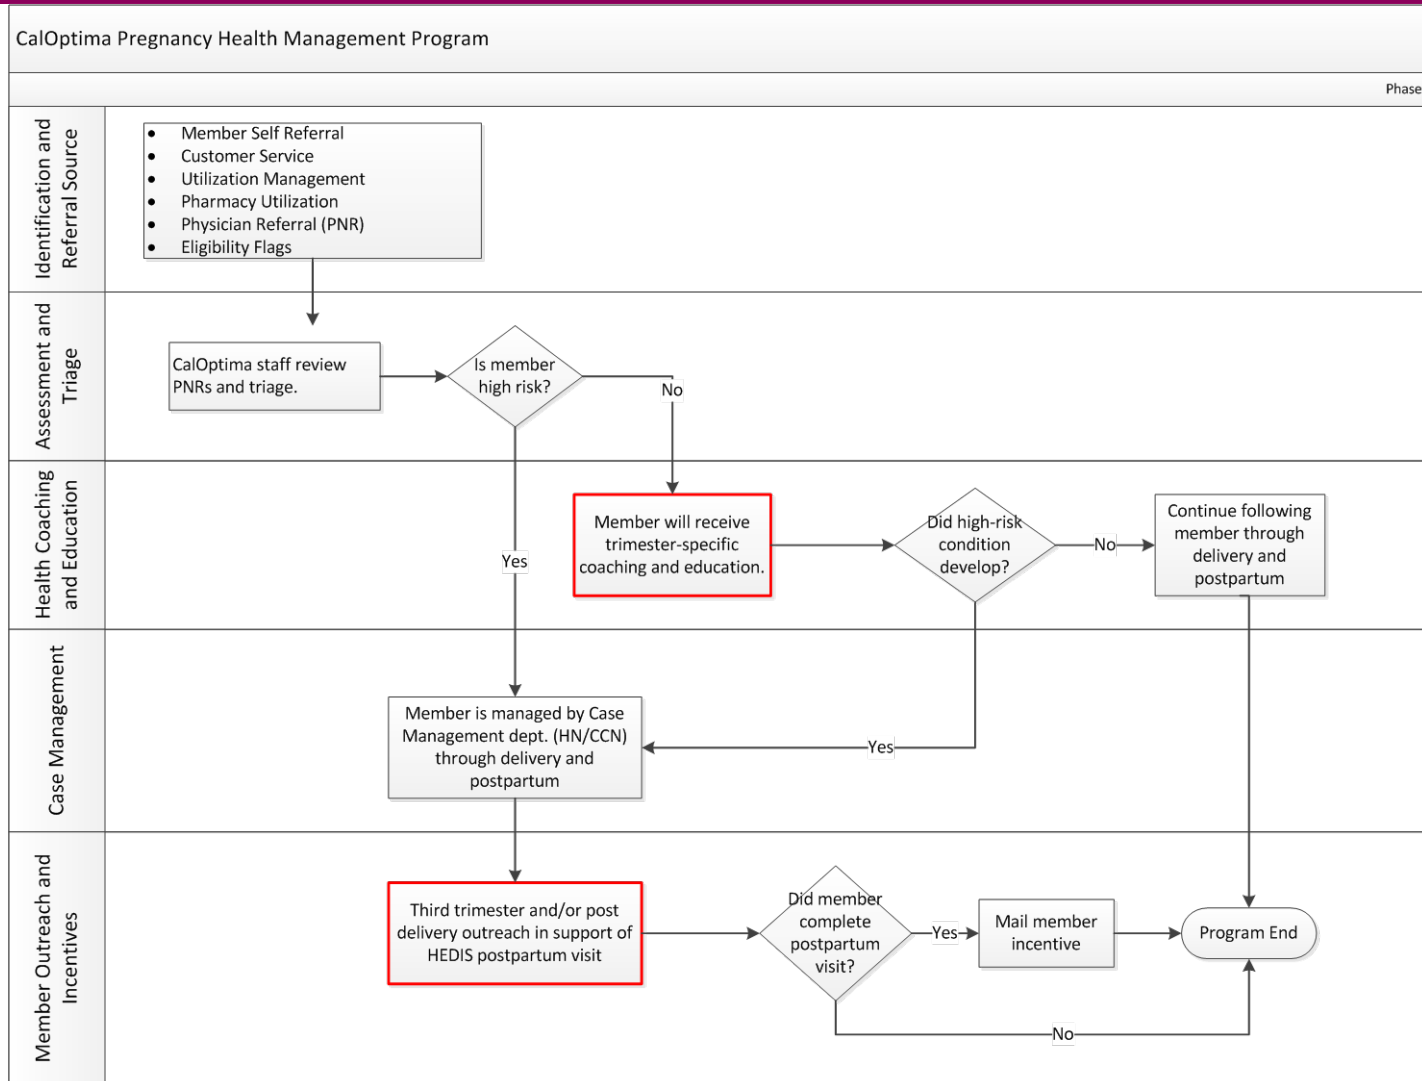 CalOptima Pregnancy Health Management Program
Phase
Identification and
Referral Source
• Member Self Referral
• Customer Service
• Utilization Management
• Pharmacy Utilization
• Physician Referral (PNR)
• Eligibility Flags
Assessment and
Triage
CalOptima staff review
PNRs and triage.
Is member
high risk?
No
Yes
Health Coaching
and Education
Member will receive
trimester-specific
coaching and education.
Did high-risk
condition
develop?
No
Continue following
member through
delivery and
postpartum
Yes
Case Management
Member is managed by Case
Management dept. (HN/CCN)
through delivery and
postpartum
Member Outreach and
Incentives
Third trimester and/or post
delivery outreach in support of
HEDIS postpartum visit
Did member
complete
postpartum
visit?
Yes
Mail member
incentive
Program End
No